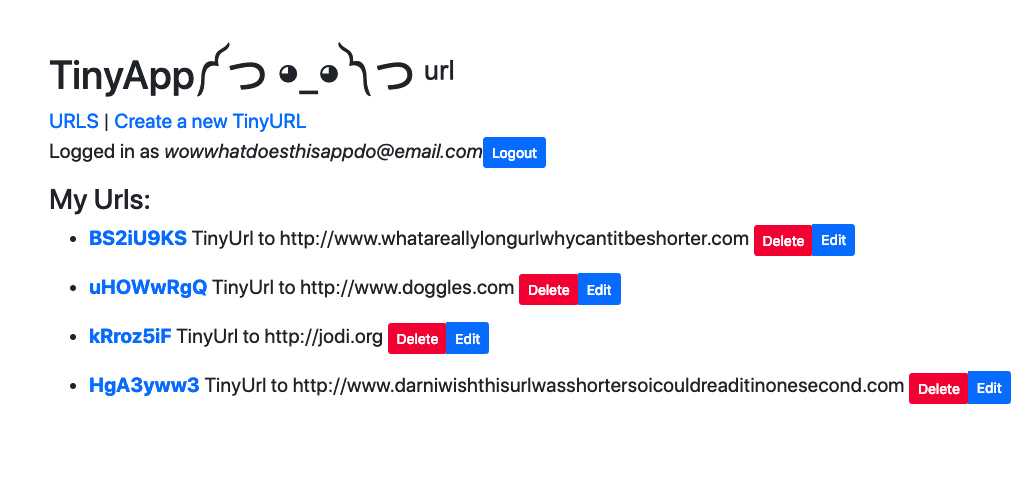 TinyApp༼つ ◕_◕༽つ url
URLS | Create a new TinyURL
Logged in as wowwhatdoesthisappdo@email.com Logout
My Urls:
• BS2iU9KS TinyUrl to http://www.whatareallylongurlwhycantitbeshorter.com Delete Edit
• uHOWwRgQ TinyUrl to http://www.doggles.com Delete Edit
• kRroz5iF TinyUrl to http://jodi.org Delete Edit
• HgA3yww3 TinyUrl to http://www.darniwishthisurlwasshortersoicouldreaditinonesecond.com Delete Edit